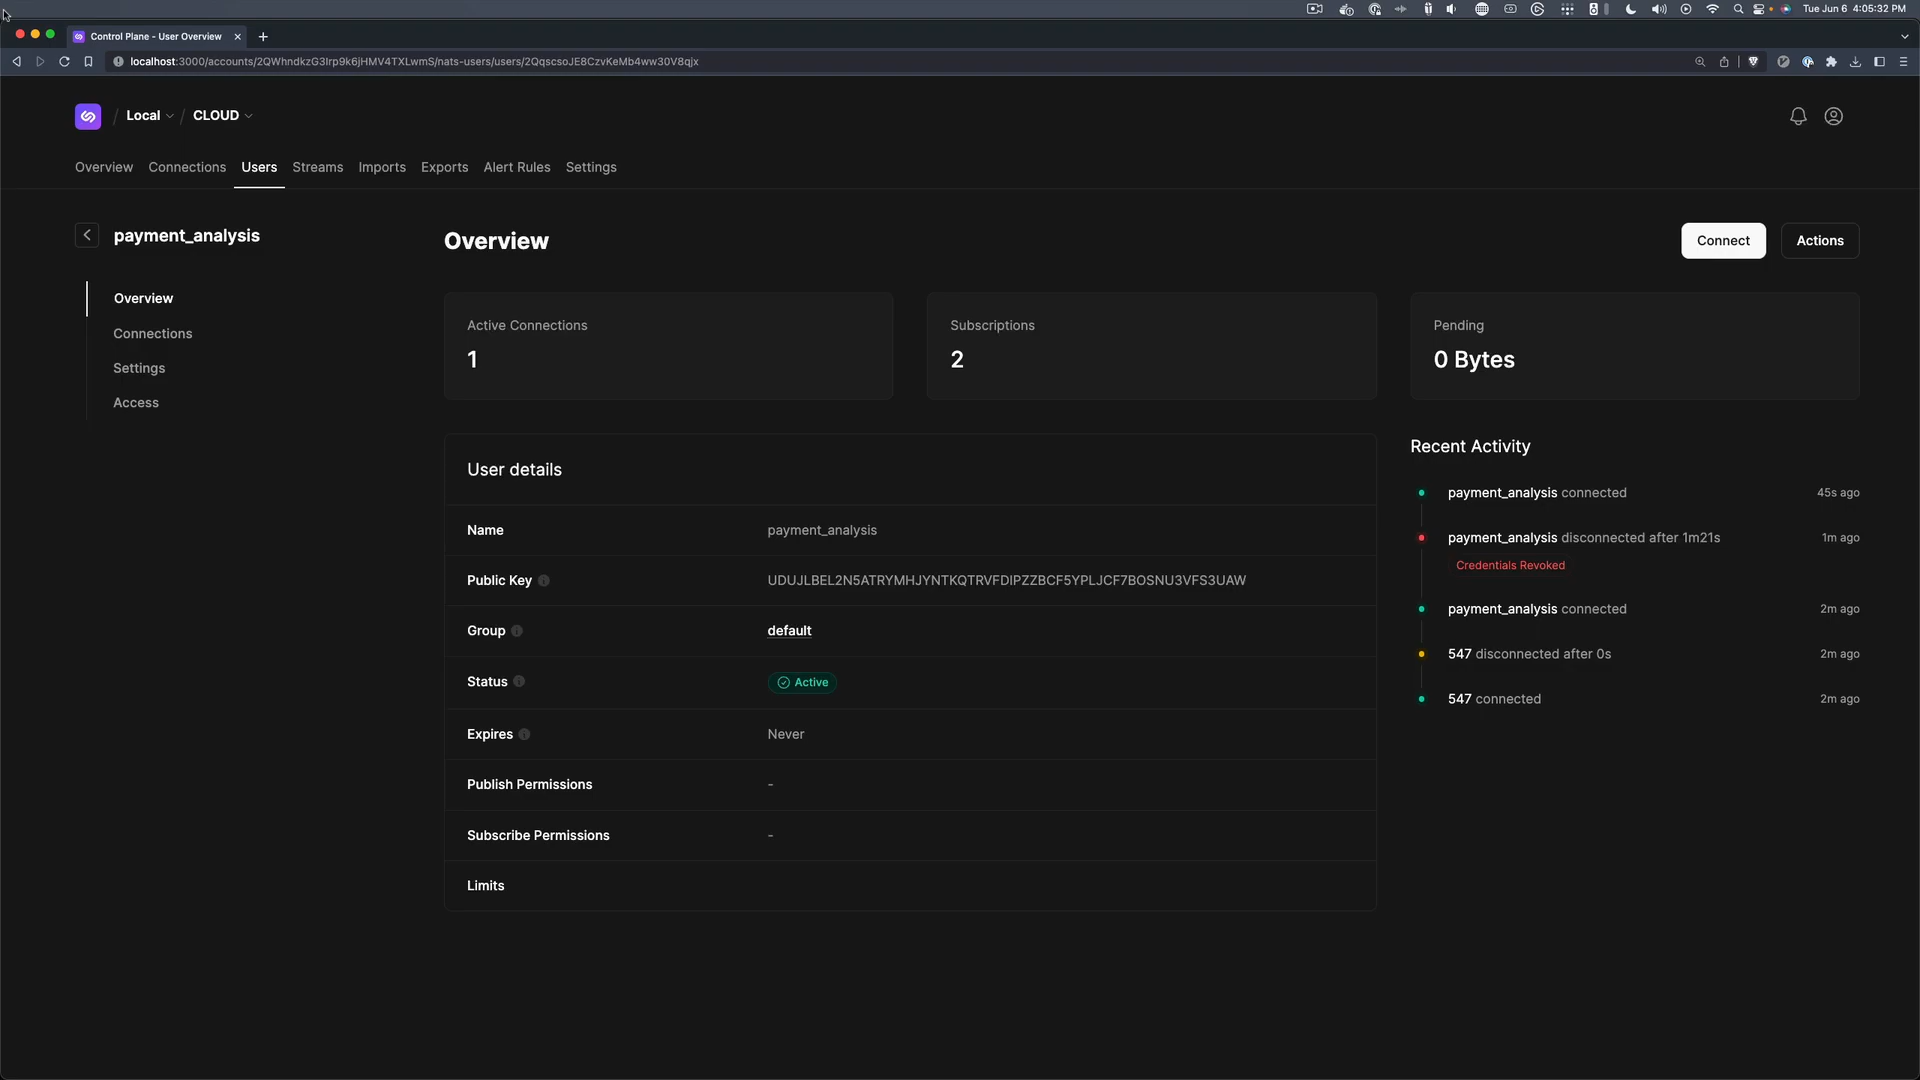 Tue Jun 6 4:05:32 PM
Control Plane - User Overview
localhost:3000/accounts/2QWhndkzG3Irp9k6jHMV4TXLwmS/nats-users/users/2QqscsoJE8CzvKeMb4ww30V8qjx
/ Local / CLOUD
Overview Connections Users Streams Imports Exports Alert Rules Settings
payment_analysis
Overview
Connections
Settings
Access
Overview
Connect
Actions
Active Connections
1
Subscriptions
2
Pending
0 Bytes
User details
Name payment_analysis
Public Key UDUJLBEL2N5ATRYMHJYNTKQTRVFDIPZZBCF5YPLJCF7BOSNU3VFS3UAW
Group default
Status Active
Expires Never
Publish Permissions -
Subscribe Permissions -
Limits
Recent Activity
payment_analysis connected 45s ago
payment_analysis disconnected after 1m21s 1m ago
Credentials Revoked
payment_analysis connected 2m ago
547 disconnected after 0s 2m ago
547 connected 2m ago